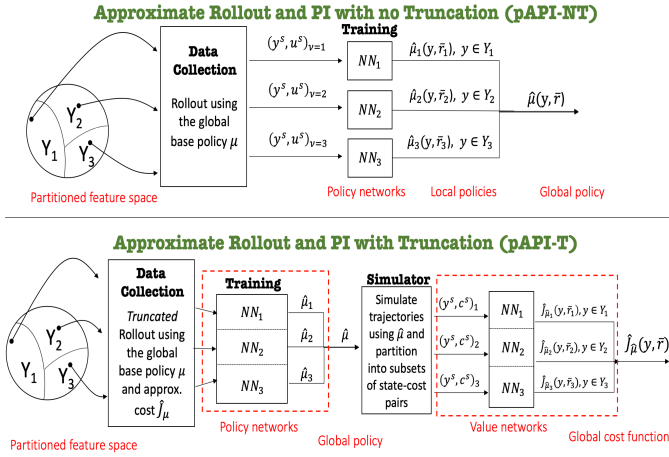 Approximate Rollout and PI with no Truncation (pAPI-NT)
Training
Data
Collection
Rollout using
the global
base policy μ
(y^s, u^s)_{ν=1}
(y^s, u^s)_{ν=2}
(y^s, u^s)_{ν=3}
NN_1
NN_2
NN_3
μ̂_1(y, r̄_1), y ∈ Y_1
μ̂_2(y, r̄_2), y ∈ Y_2
μ̂_3(y, r̄_3), y ∈ Y_3
μ̂(y, r̄)
Y_1
Y_2
Y_3
Partitioned feature space
Policy networks
Local policies
Global policy
Approximate Rollout and PI with Truncation (pAPI-T)
Data
Collection
Truncated
Rollout using
the global
base policy μ
and approx.
cost Ĵ_μ
Training
NN_1
NN_2
NN_3
μ̂_1
μ̂_2
μ̂_3
μ̂
Simulator
Simulate
trajectories
using μ̂ and
partition
into subsets
of state-cost
pairs
(y^s, c^s)_1
(y^s, c^s)_2
(y^s, c^s)_3
NN_1
NN_2
NN_3
Ĵ_{μ̂_1}(y, r̄_1), y ∈ Y_1
Ĵ_{μ̂_2}(y, r̄_2), y ∈ Y_2
Ĵ_{μ̂_3}(y, r̄_3), y ∈ Y_3
Ĵ_{μ̂}(y, r̄)
Y_1
Y_2
Y_3
Partitioned feature space
Policy networks
Global policy
Value networks
Global cost function